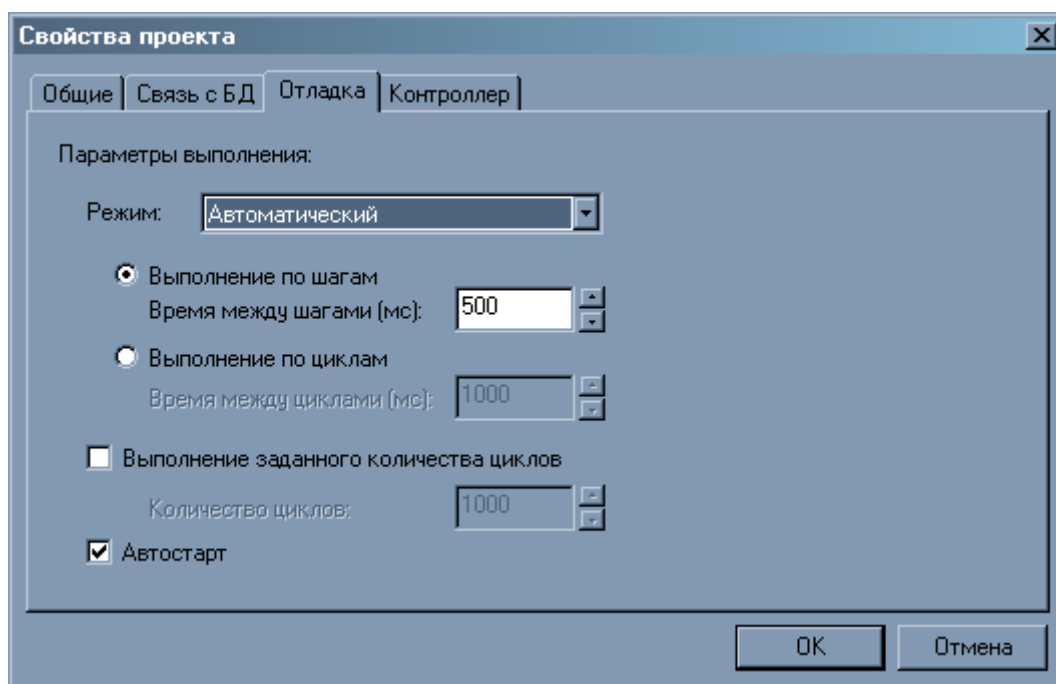 Свойства проекта
Общие Связь с БД Отладка Контроллер
Параметры выполнения:
Режим: Автоматический
Выполнение по шагам
Время между шагами (мс): 500
Выполнение по циклам
Время между циклами (мс): 1000
Выполнение заданного количества циклов
Количество циклов: 1000
Автостарт
OK Отмена